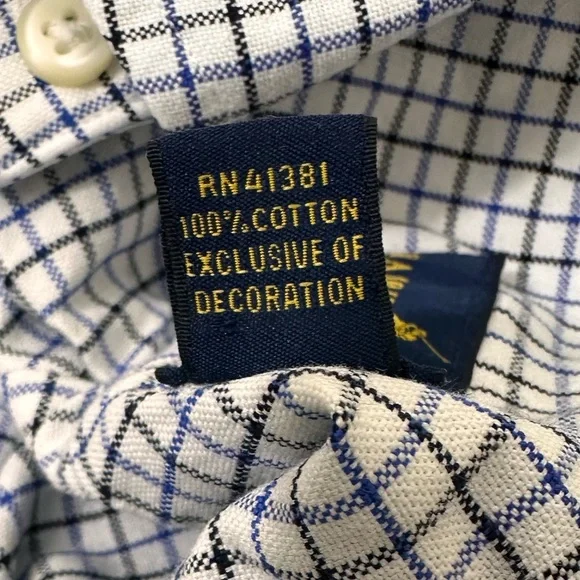 RN41381
100% COTTON
EXCLUSIVE OF
DECORATION